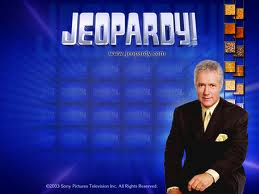 JEOPARDY!
www.jeopardy.com
©2003 Sony Pictures Television Inc. All Rights Reserved.